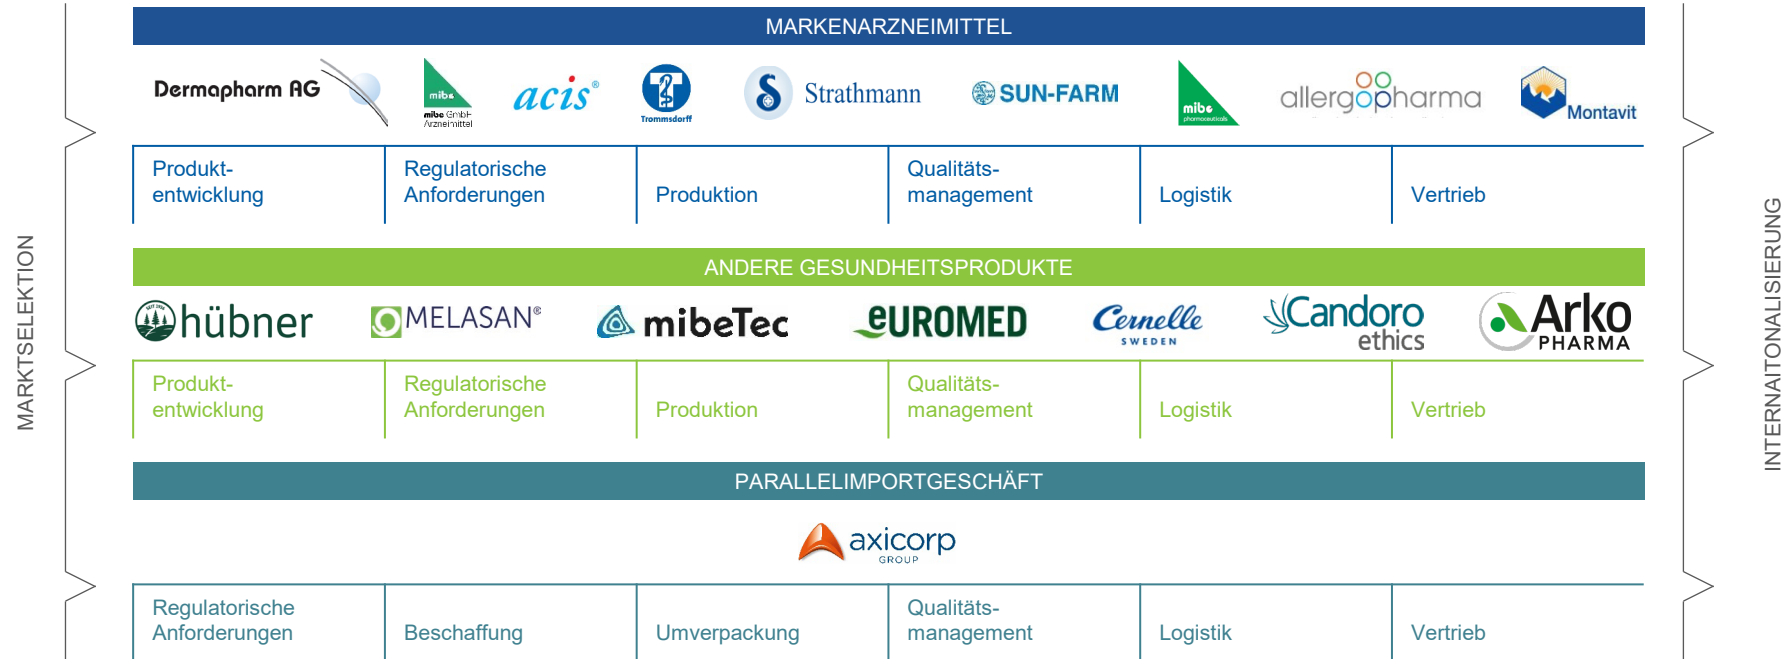 MARKENARZNEIMITTEL
Dermapharm AG
mibe
mibe GmbH
Arzneimittel
acis®
Trommsdorff
Strathmann
SUN-FARM
mibe
pharmaceuticals
allergopharma
Montavit
Produkt-
entwicklung
Regulatorische
Anforderungen
Produktion
Qualitäts-
management
Logistik
Vertrieb
MARKTSELEKTION
INTERNAITONALISIERUNG
ANDERE GESUNDHEITSPRODUKTE
hübner
MELASAN®
mibeTec
eUROMED
Cernelle
SWEDEN
Candoro
ethics
Arko
PHARMA
Produkt-
entwicklung
Regulatorische
Anforderungen
Produktion
Qualitäts-
management
Logistik
Vertrieb
PARALLELIMPORTGESCHÄFT
axicorp
GROUP
Regulatorische
Anforderungen
Beschaffung
Umverpackung
Qualitäts-
management
Logistik
Vertrieb